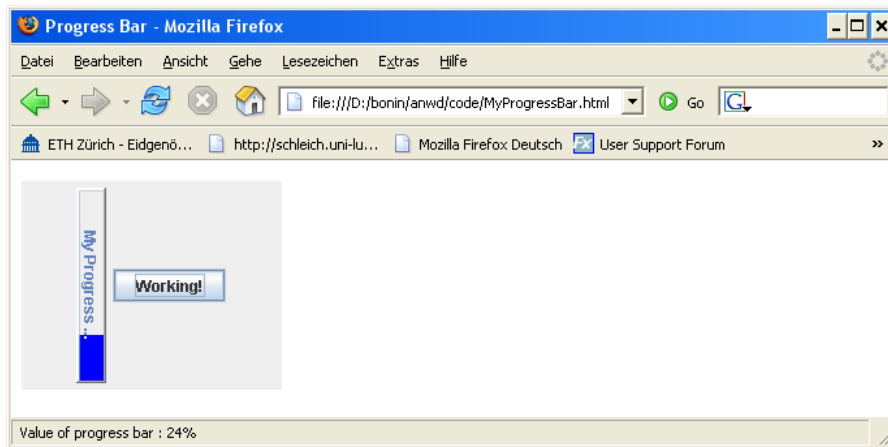 Progress Bar - Mozilla Firefox
Datei Bearbeiten Ansicht Gehe Lesezeichen Extras Hilfe
file:///D:/bonin/anwd/code/MyProgressBar.html Go G
ETH Zürich - Eidgenö... http://schleich.uni-lu... Mozilla Firefox Deutsch FX User Support Forum »
My Progress ...
Working!
Value of progress bar : 24%